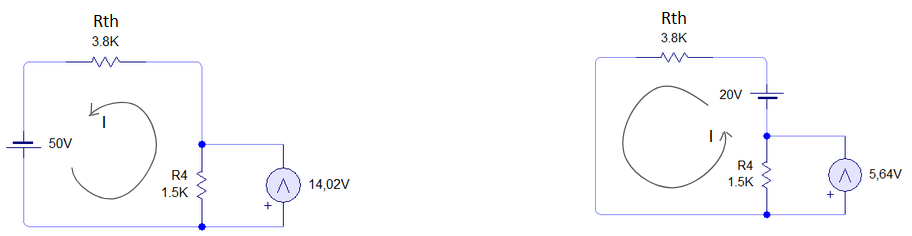 Rth
3.8K
50V
I
R4
1.5K
+
14,02V
Rth
3.8K
20V
I
R4
1.5K
+
5,64V